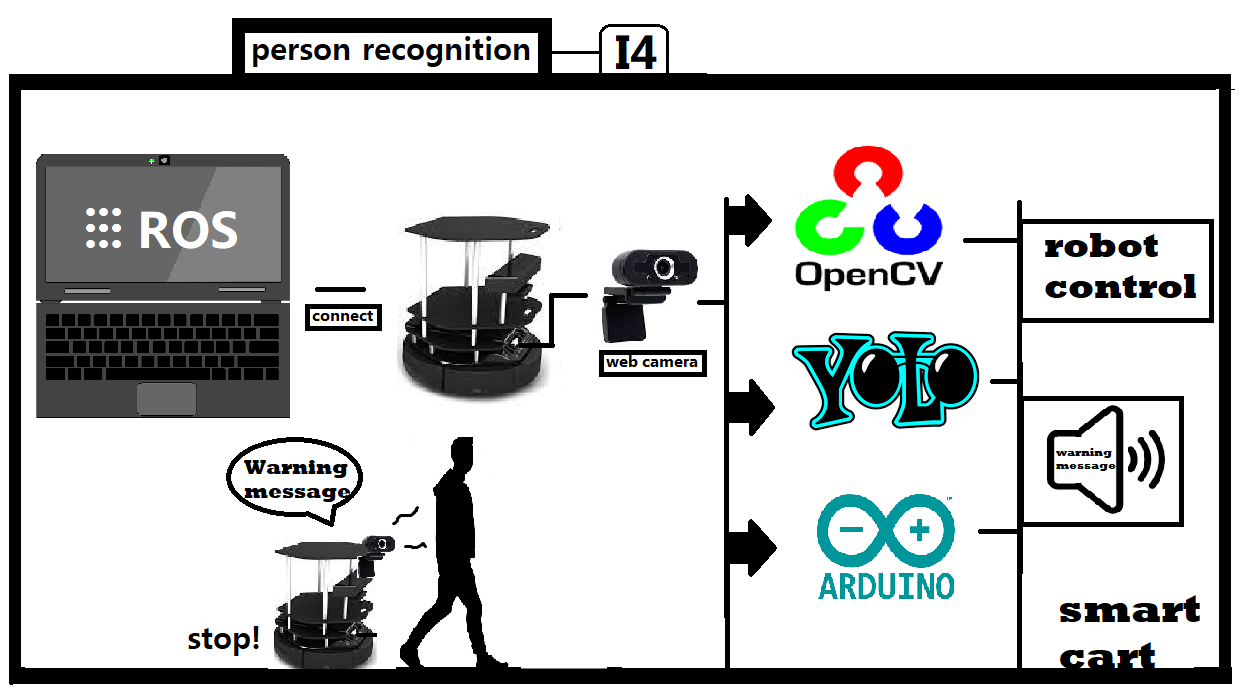 person recognition
I4
ROS
connect
web camera
OpenCV
YOLO
ARDUINO
TM
robot
control
warning
message
smart
cart
Warning
message
stop!